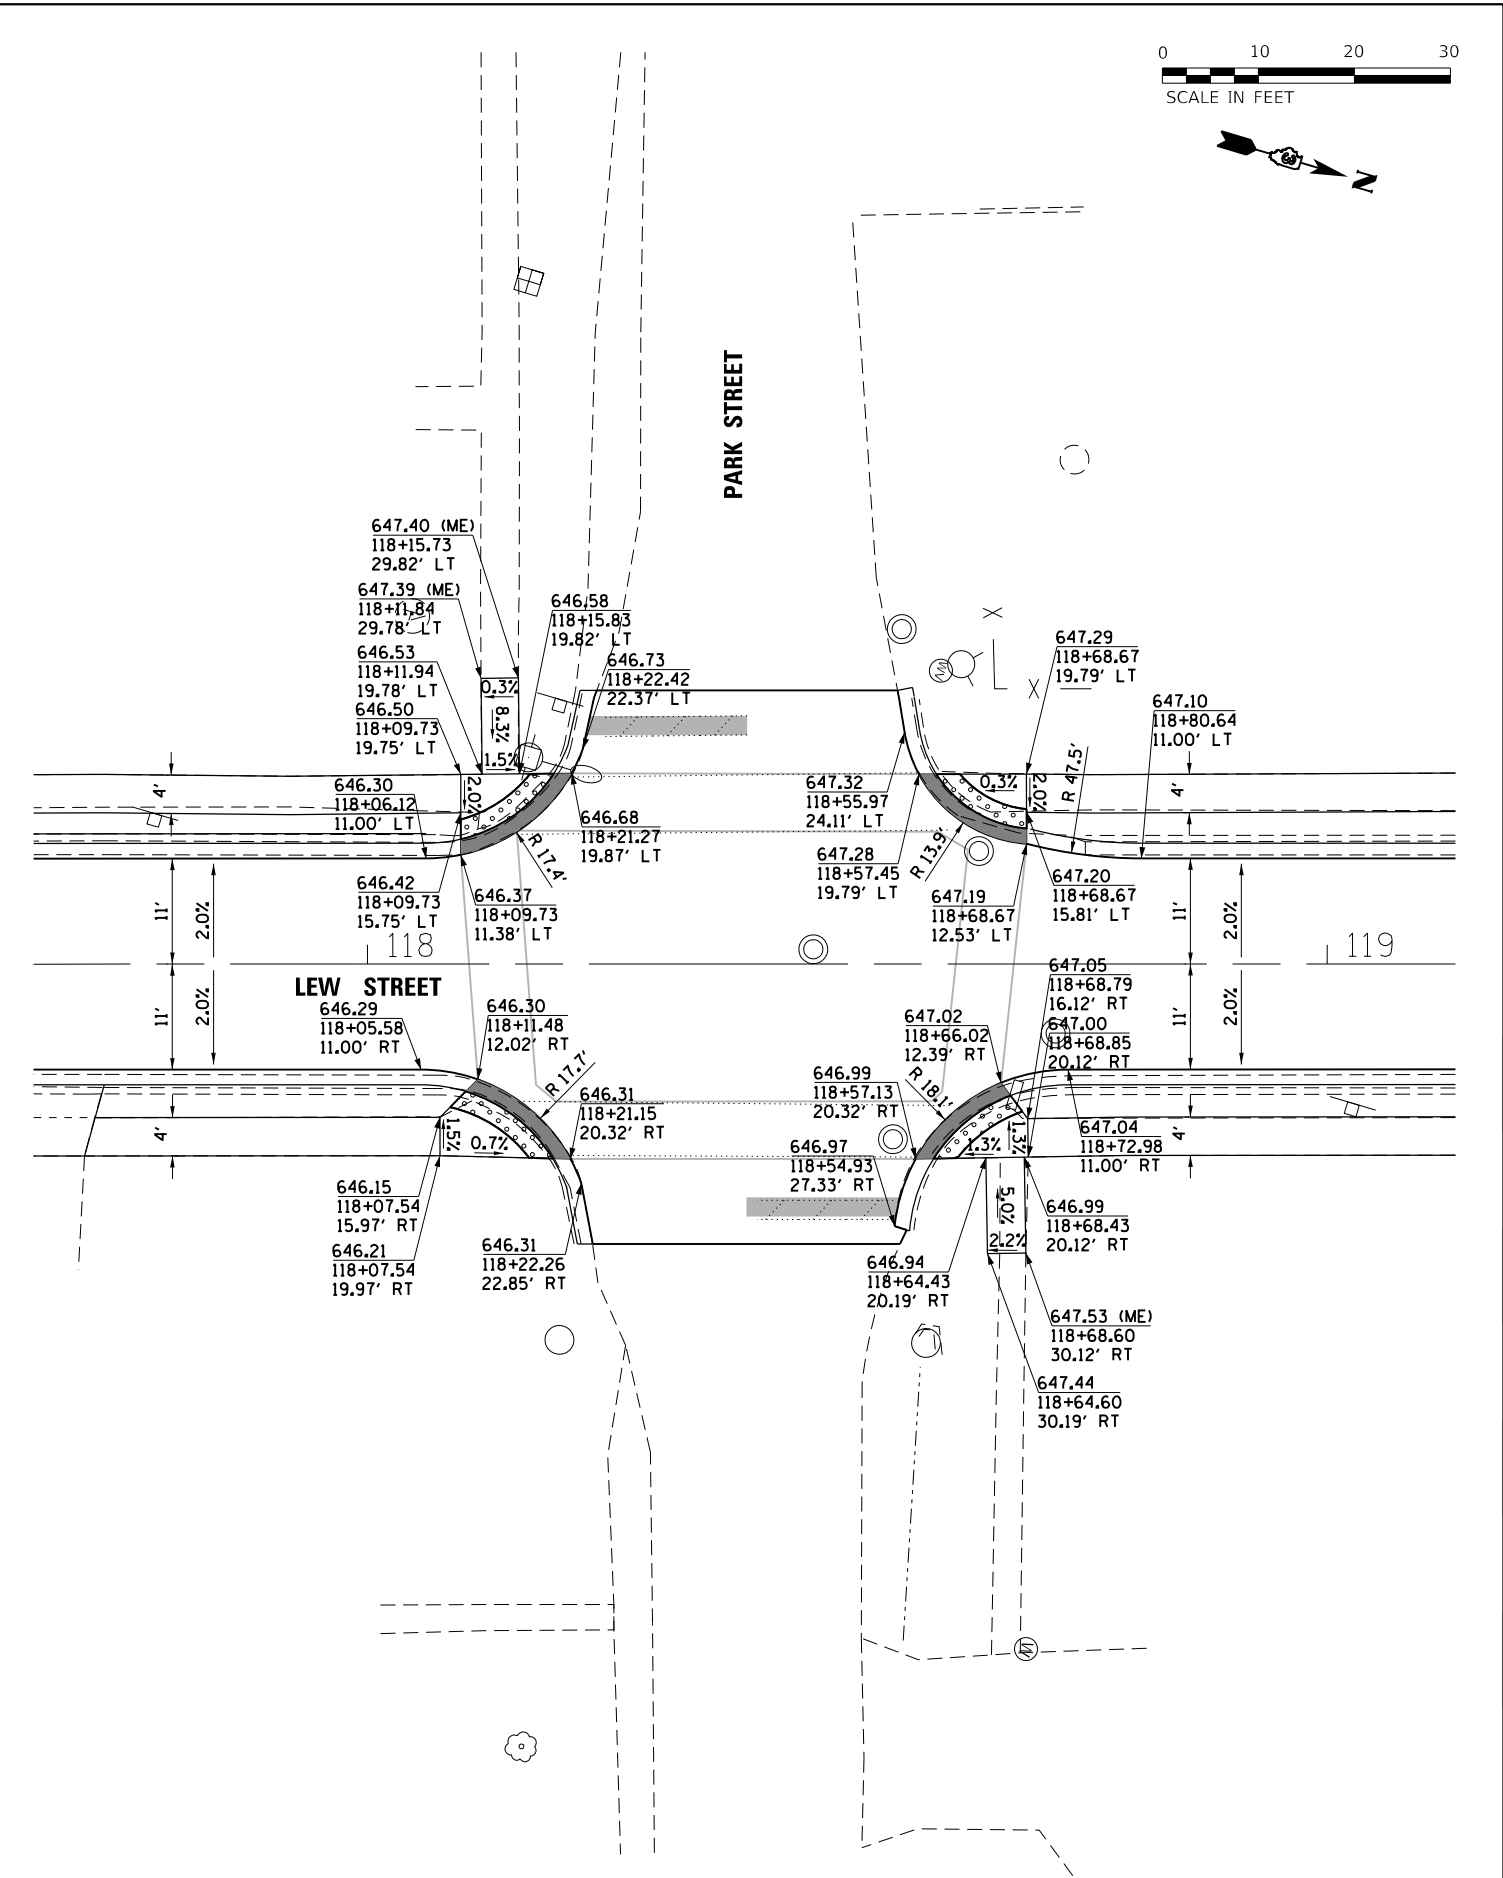 0 10 20 30
SCALE IN FEET
3
N
PARK STREET
647.40 (ME)
118+15.73
29.82' LT
647.39 (ME)
118+11.84
29.78' LT
646.53
118+11.94
19.78' LT
646.50
118+09.73
19.75' LT
646.58
118+15.83
19.82' LT
646.73
118+22.42
22.37' LT
647.29
118+68.67
19.79' LT
647.10
118+80.64
11.00' LT
0.3%
8.3%
1.5%
2.0%
4'
646.30
118+06.12
11.00' LT
646.68
118+21.27
19.87' LT
R 17.4'
647.32
118+55.97
24.11' LT
0.3%
2.0%
R 47.5'
4'
R 13.9'
647.28
118+57.45
19.79' LT
646.42
118+09.73
15.75' LT
646.37
118+09.73
11.38' LT
647.19
118+68.67
12.53' LT
647.20
118+68.67
15.81' LT
11'
2.0%
11'
2.0%
118
119
LEW STREET
11'
2.0%
11'
2.0%
646.29
118+05.58
11.00' RT
646.30
118+11.48
12.02' RT
647.02
118+66.02
12.39' RT
647.05
118+68.79
16.12' RT
647.00
118+68.85
20.12' RT
R 17.7'
R 18.1'
646.31
118+21.15
20.32' RT
646.99
118+57.13
20.32' RT
4'
1.5%
0.7%
1.3%
1.3%
4'
647.04
118+72.98
11.00' RT
646.97
118+54.93
27.33' RT
646.15
118+07.54
15.97' RT
646.21
118+07.54
19.97' RT
646.31
118+22.26
22.85' RT
5.0%
2.2%
646.99
118+68.43
20.12' RT
646.94
118+64.43
20.19' RT
647.53 (ME)
118+68.60
30.12' RT
647.44
118+64.60
30.19' RT
W
W